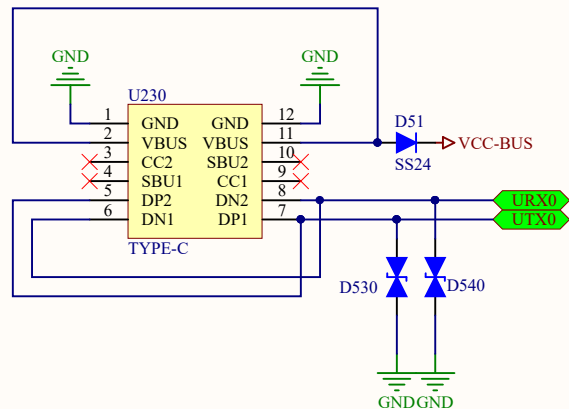 GND
GND
U230
1 GND GND 12
2 VBUS VBUS 11
3 CC2 SBU2 10
4 SBU1 CC1 9
5 DP2 DN2 8
6 DN1 DP1 7
TYPE-C
D51
SS24
VCC-BUS
URX0
UTX0
D530
D540
GND
GND